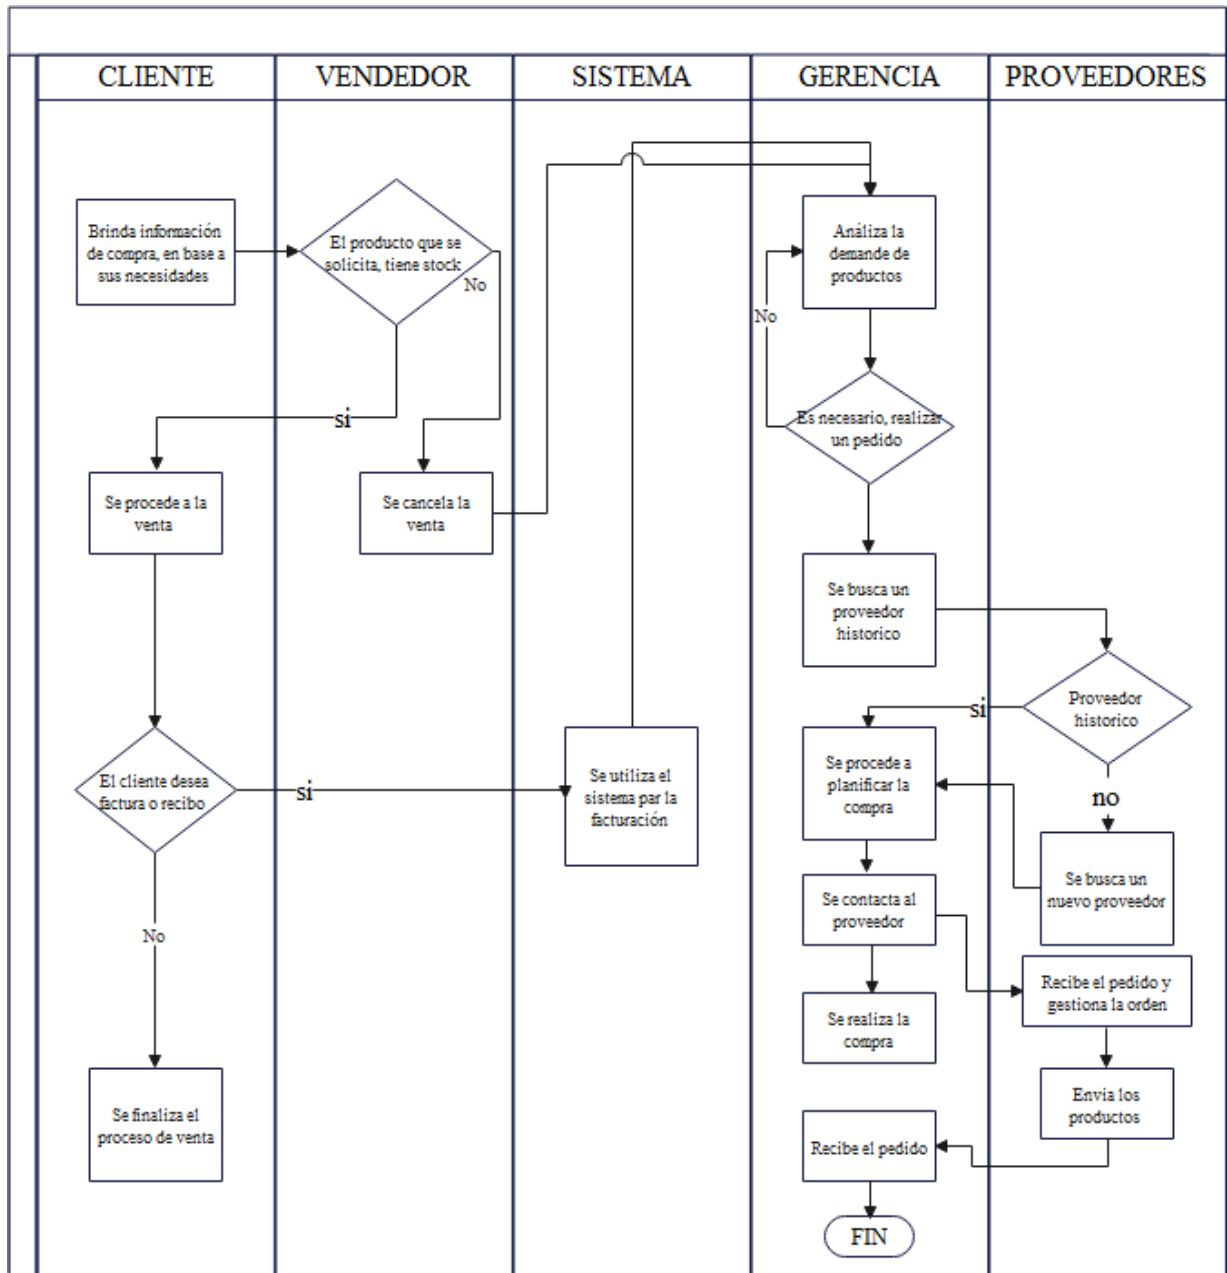 CLIENTE
VENDEDOR
SISTEMA
GERENCIA
PROVEEDORES
Brinda información
de compra, en base a
sus necesidades
El producto que se
solicita, tiene stock
No
si
Se procede a la
venta
Se cancela la
venta
El cliente desea
factura o recibo
si
No
Se finaliza el
proceso de venta
Se utiliza el
sistema par la
facturación
Análiza la
demande de
productos
No
Es necesario, realizar
un pedido
Se busca un
proveedor
historico
Proveedor
historico
si
no
Se procede a
planificar la
compra
Se busca un
nuevo proveedor
Se contacta al
proveedor
Recibe el pedido y
gestiona la orden
Se realiza la
compra
Envia los
productos
Recibe el pedido
FIN